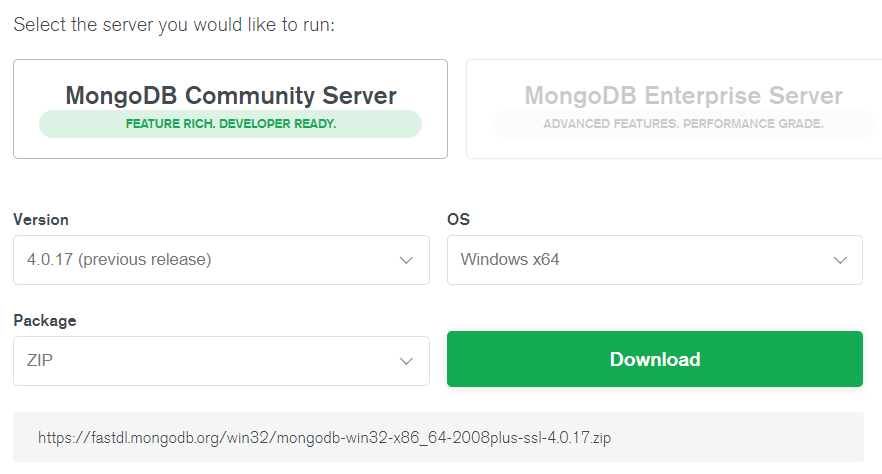 Select the server you would like to run:
MongoDB Community Server
FEATURE RICH. DEVELOPER READY.
MongoDB Enterprise Server
ADVANCED FEATURES. PERFORMANCE GRADE.
Version
4.0.17 (previous release)
OS
Windows x64
Package
ZIP
Download
https://fastdl.mongodb.org/win32/mongodb-win32-x86_64-2008plus-ssl-4.0.17.zip